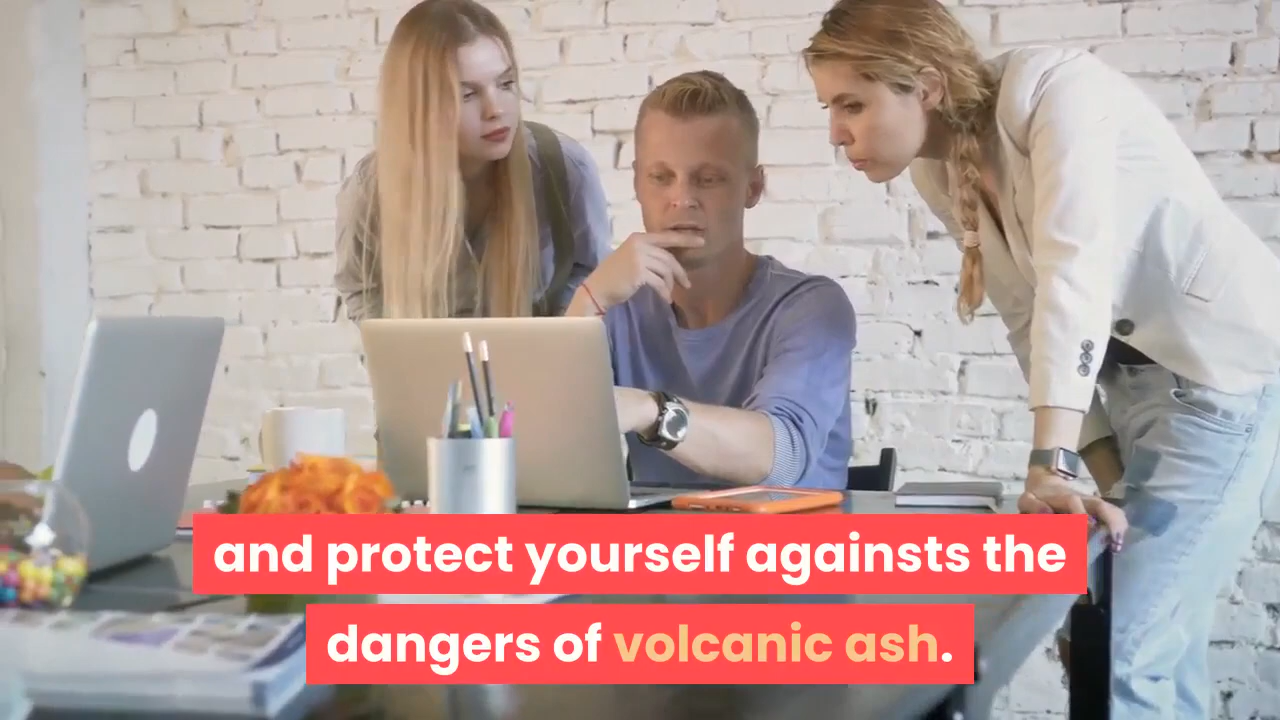 and protect yourself againsts the
dangers of volcanic ash.